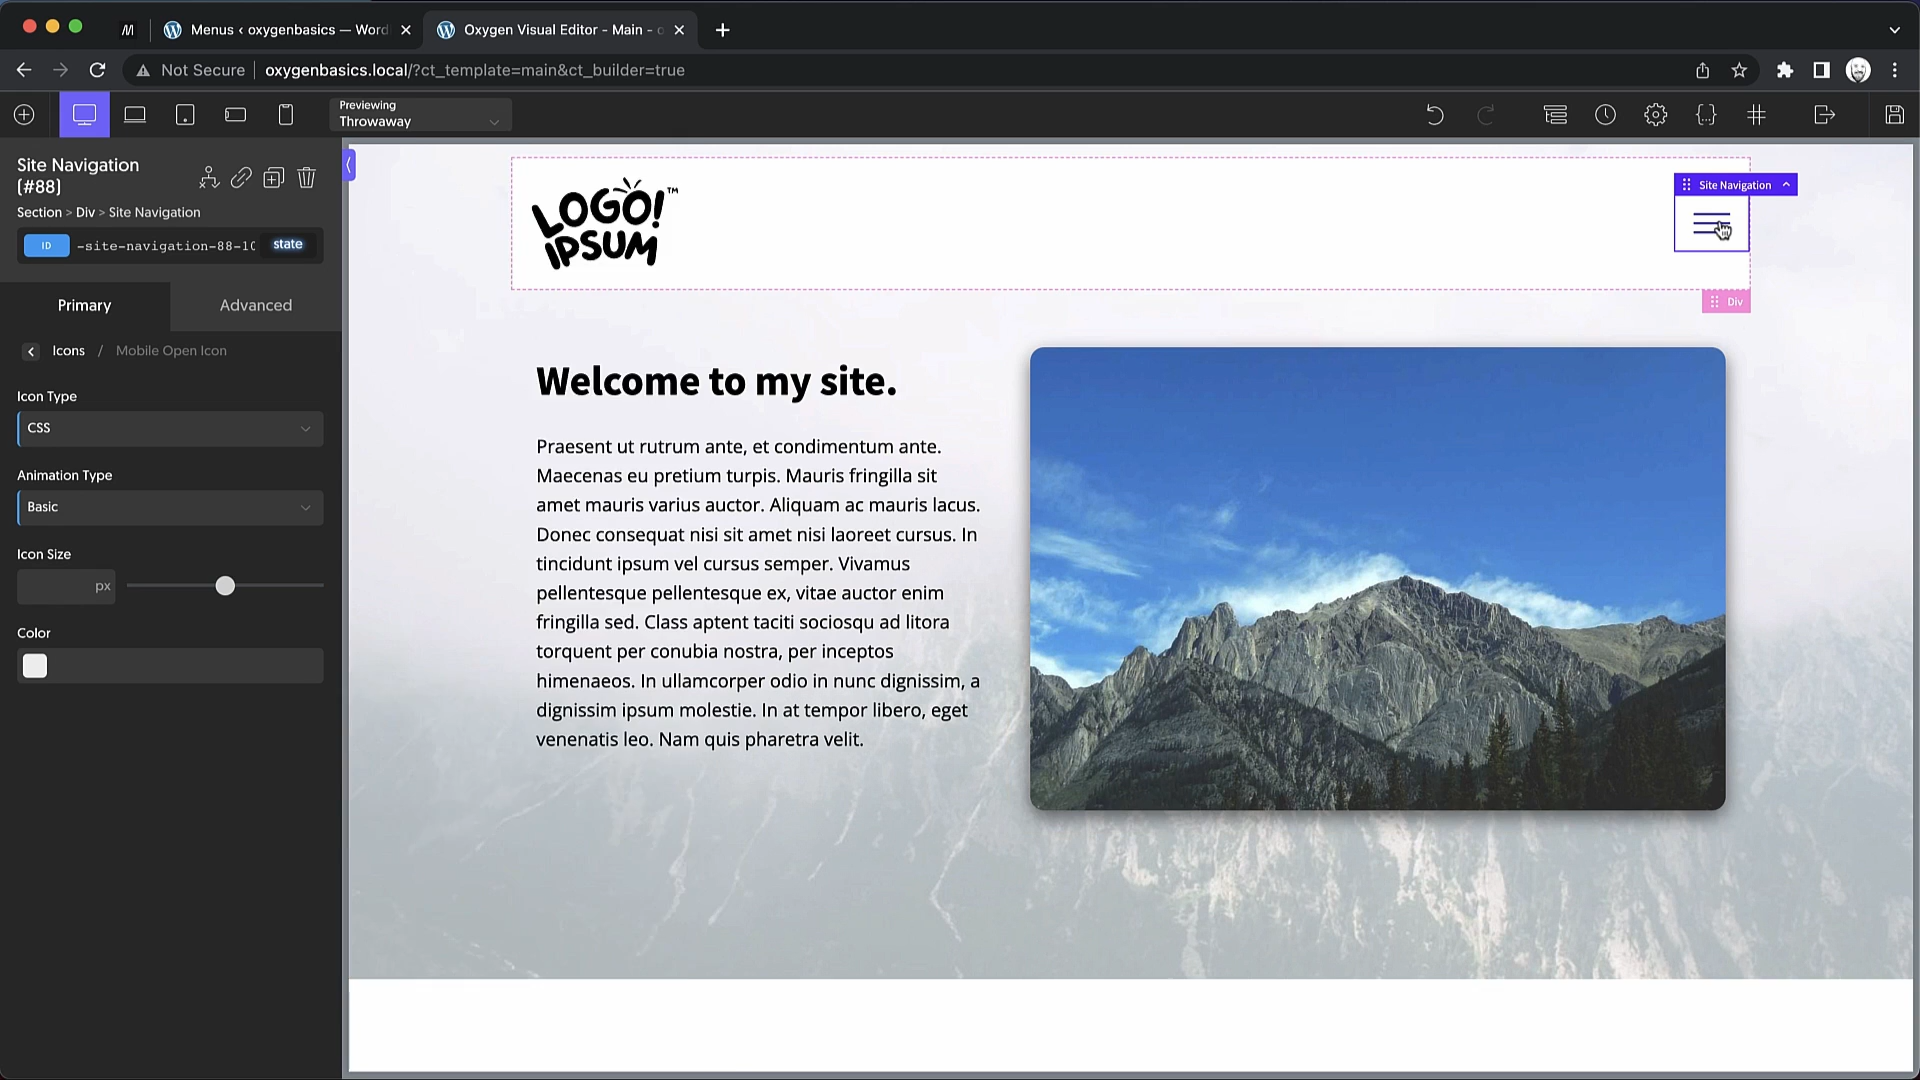 Menus ‹ oxygenbasics — Word
Oxygen Visual Editor - Main - o
Not Secure
oxygenbasics.local/?ct_template=main&ct_builder=true
Previewing
Throwaway
Site Navigation
(#88)
Section > Div > Site Navigation
ID
-site-navigation-88-10
state
Primary
Advanced
Icons / Mobile Open Icon
Icon Type
CSS
Animation Type
Basic
Icon Size
px
Color
LOGO!™
IPSUM
Site Navigation
Div
Welcome to my site.
Praesent ut rutrum ante, et condimentum ante.
Maecenas eu pretium turpis. Mauris fringilla sit
amet mauris varius auctor. Aliquam ac mauris lacus.
Donec consequat nisi sit amet nisi laoreet cursus. In
tincidunt ipsum vel cursus semper. Vivamus
pellentesque pellentesque ex, vitae auctor enim
fringilla sed. Class aptent taciti sociosqu ad litora
torquent per conubia nostra, per inceptos
himenaeos. In ullamcorper odio in nunc dignissim, a
dignissim ipsum molestie. In at tempor libero, eget
venenatis leo. Nam quis pharetra velit.